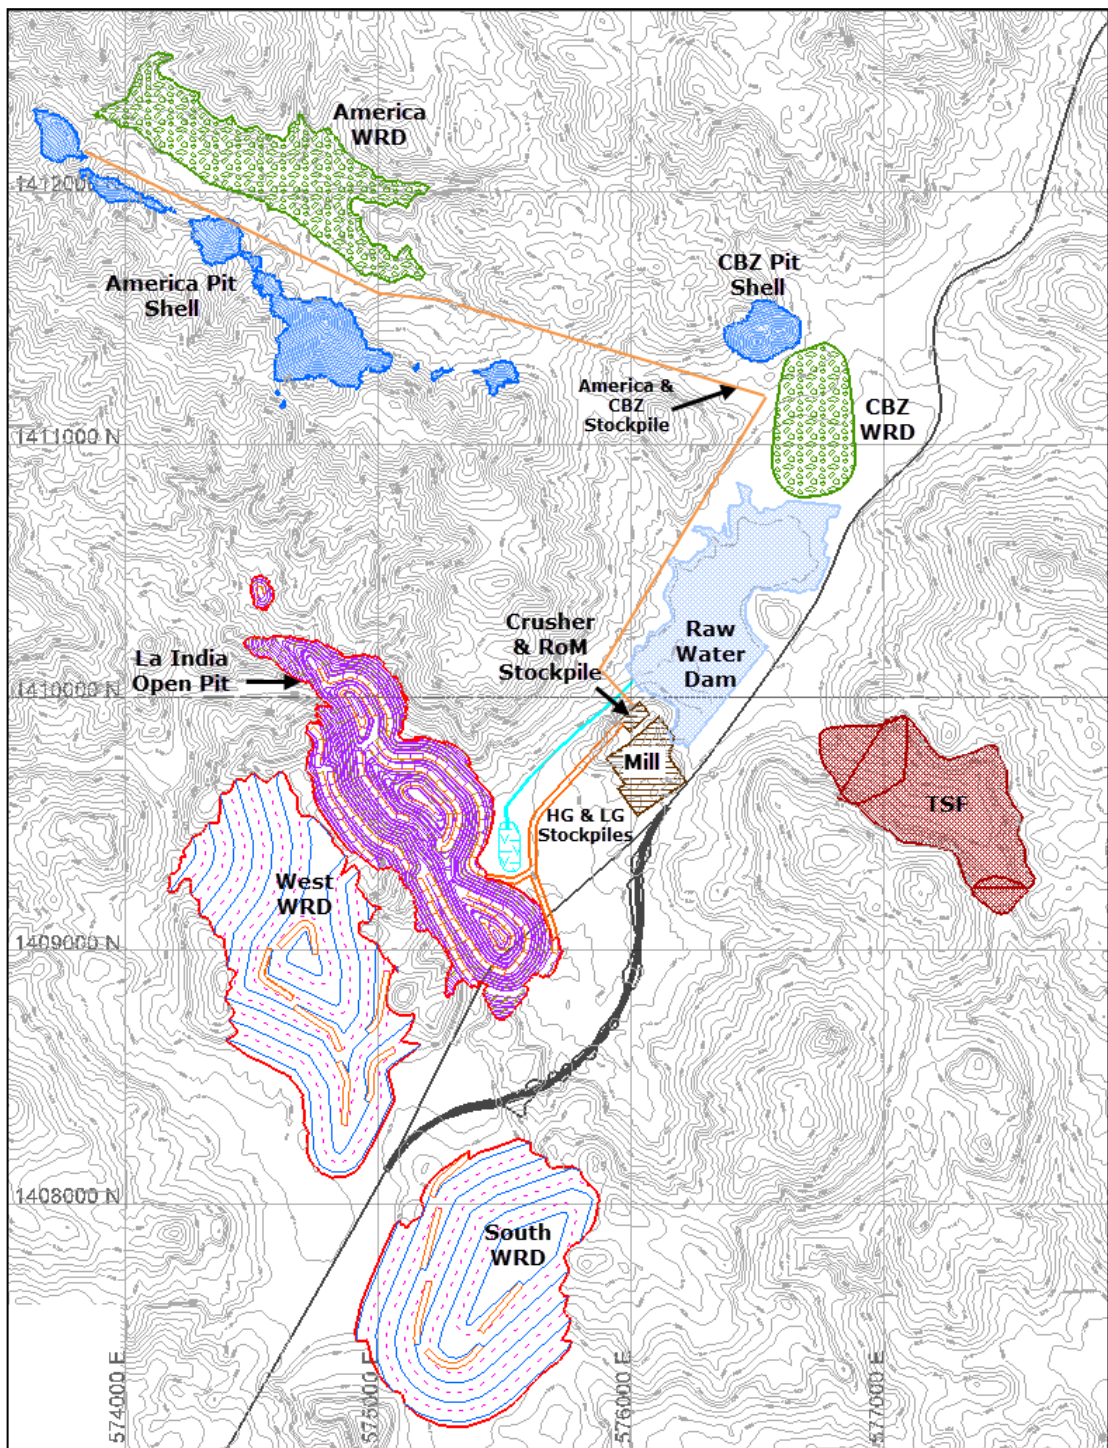 America
WRD
1412000 N
America Pit
Shell
CBZ Pit
Shell
America &
CBZ
Stockpile
CBZ
WRD
1411000 N
Crusher
& RoM
Stockpile
Raw
Water
Dam
La India
Open Pit
1410000 N
Mill
HG & LG
Stockpiles
TSF
West
WRD
1409000 N
1408000 N
South
WRD
574000 E
575000 E
576000 E
577000 E